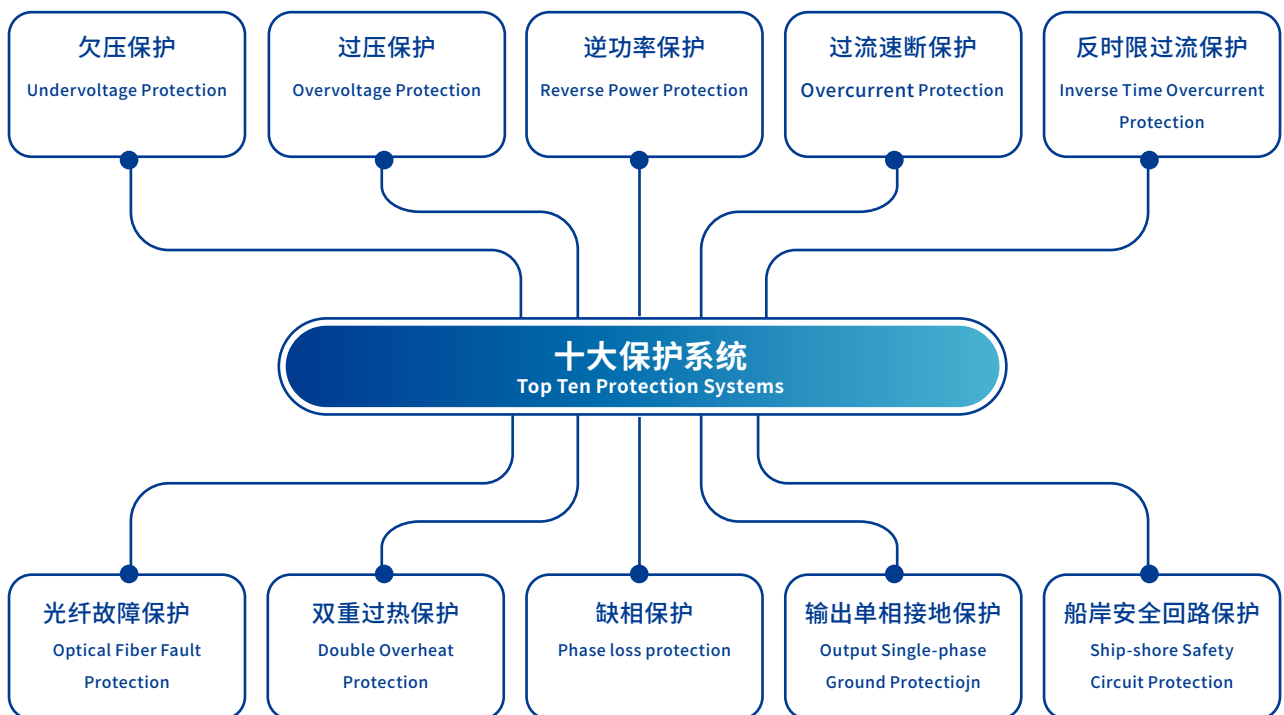 欠压保护
Undervoltage Protection
过压保护
Overvoltage Protection
逆功率保护
Reverse Power Protection
过流速断保护
Overcurrent Protection
反时限过流保护
Inverse Time Overcurrent
Protection
十大保护系统
Top Ten Protection Systems
光纤故障保护
Optical Fiber Fault
Protection
双重过热保护
Double Overheat
Protection
缺相保护
Phase loss protection
输出单相接地保护
Output Single-phase
Ground Protectiojn
船岸安全回路保护
Ship-shore Safety
Circuit Protection